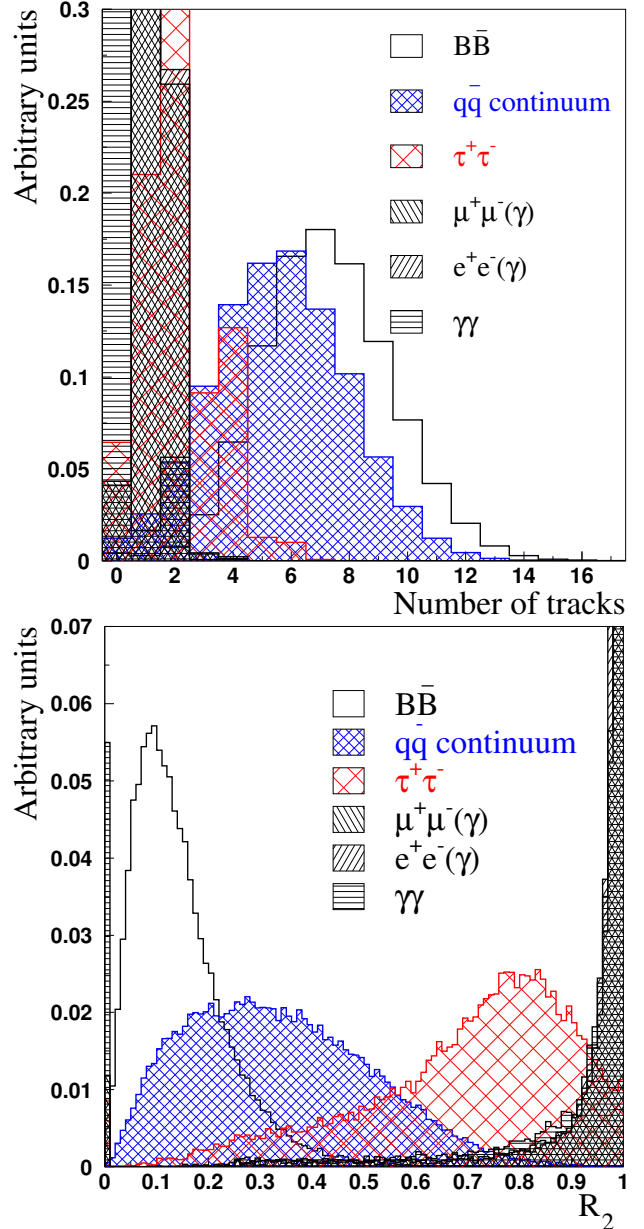 Arbitrary units
0.3
0.25
0.2
0.15
0.1
0.05
0
BB̄
qq̄ continuum
τ⁺τ⁻
μ⁺μ⁻(γ)
e⁺e⁻(γ)
γγ
0 2 4 6 8 10 12 14 16
Number of tracks
Arbitrary units
0.07
0.06
0.05
0.04
0.03
0.02
0.01
0
BB̄
qq̄ continuum
τ⁺τ⁻
μ⁺μ⁻(γ)
e⁺e⁻(γ)
γγ
0 0.1 0.2 0.3 0.4 0.5 0.6 0.7 0.8 0.9 1
R₂